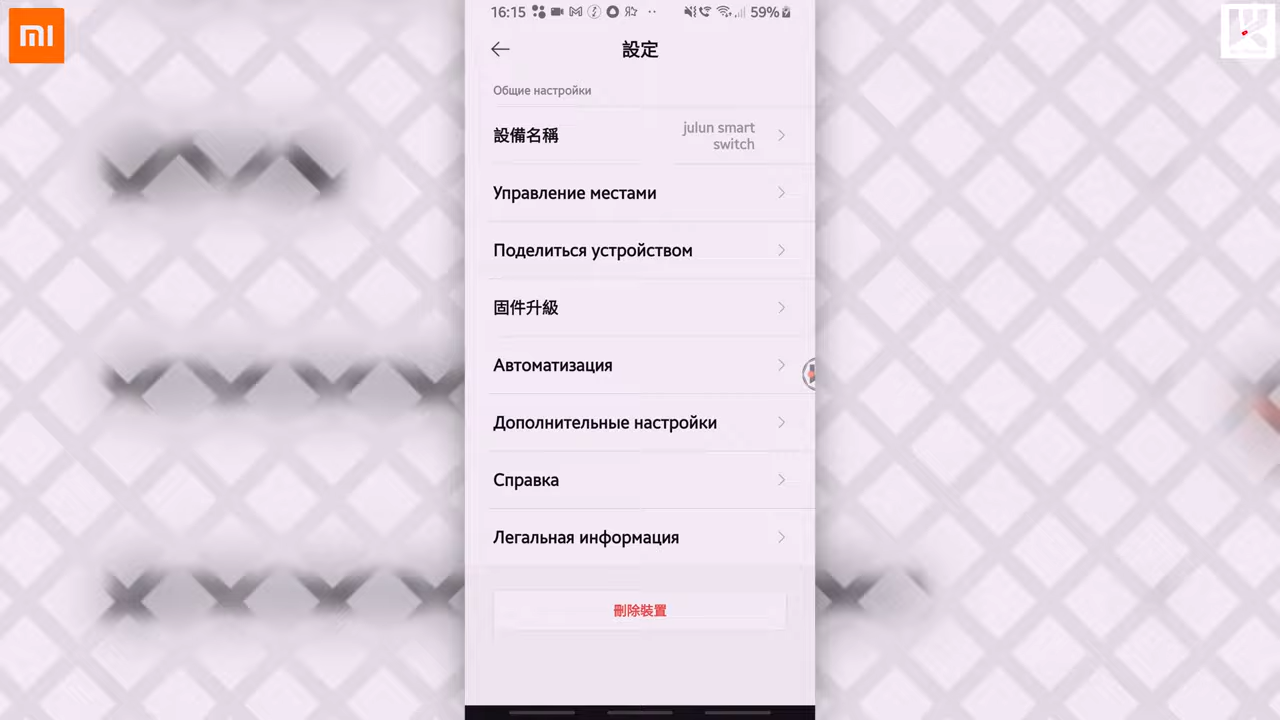 mi
16:15
59%
設定
Общие настройки
設備名稱
julun smart
switch
Управление местами
Поделиться устройством
固件升級
Автоматизация
Дополнительные настройки
Справка
Легальная информация
刪除裝置